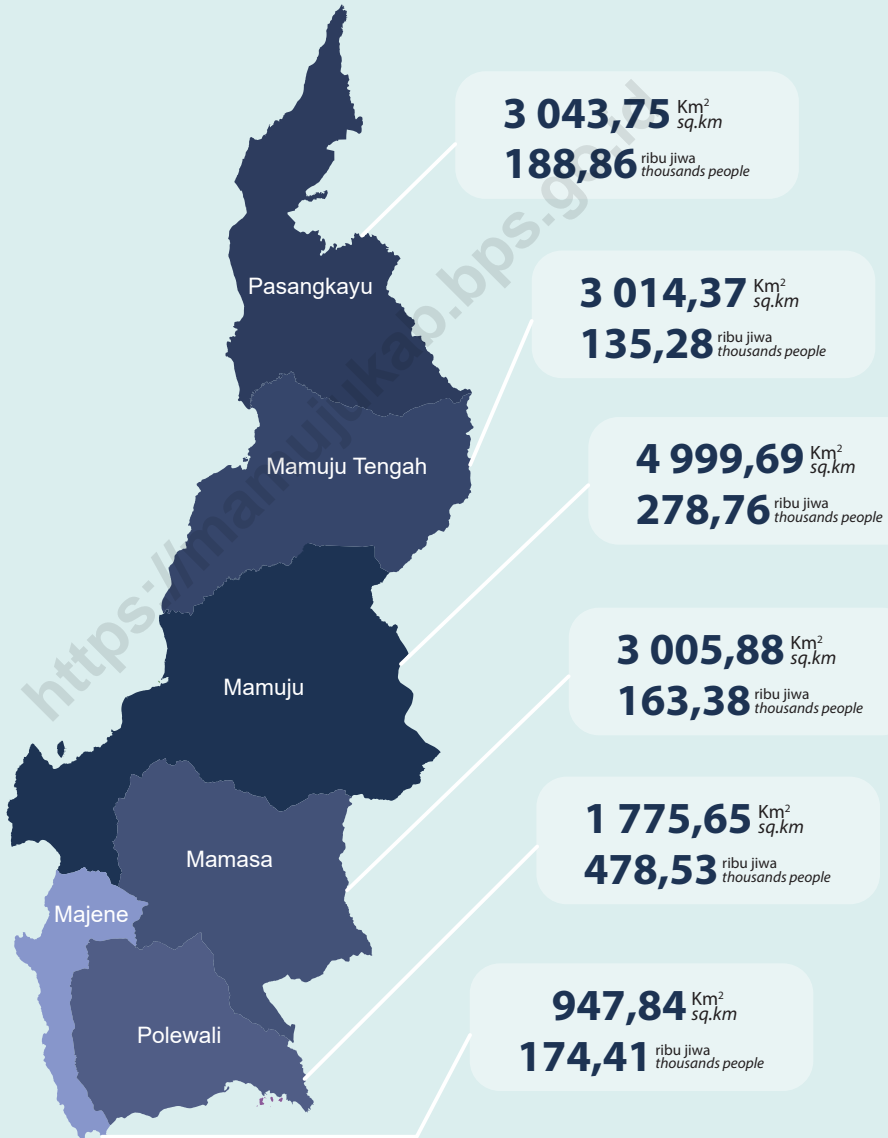 3 043,75 Km²
sq.km
188,86 ribu jiwa
thousands people
Pasangkayu
3 014,37 Km²
sq.km
135,28 ribu jiwa
thousands people
Mamuju Tengah
4 999,69 Km²
sq.km
278,76 ribu jiwa
thousands people
Mamuju
3 005,88 Km²
sq.km
163,38 ribu jiwa
thousands people
Mamasa
1 775,65 Km²
sq.km
478,53 ribu jiwa
thousands people
Majene
Polewali
947,84 Km²
sq.km
174,41 ribu jiwa
thousands people
https://mamujukab.bps.go.id